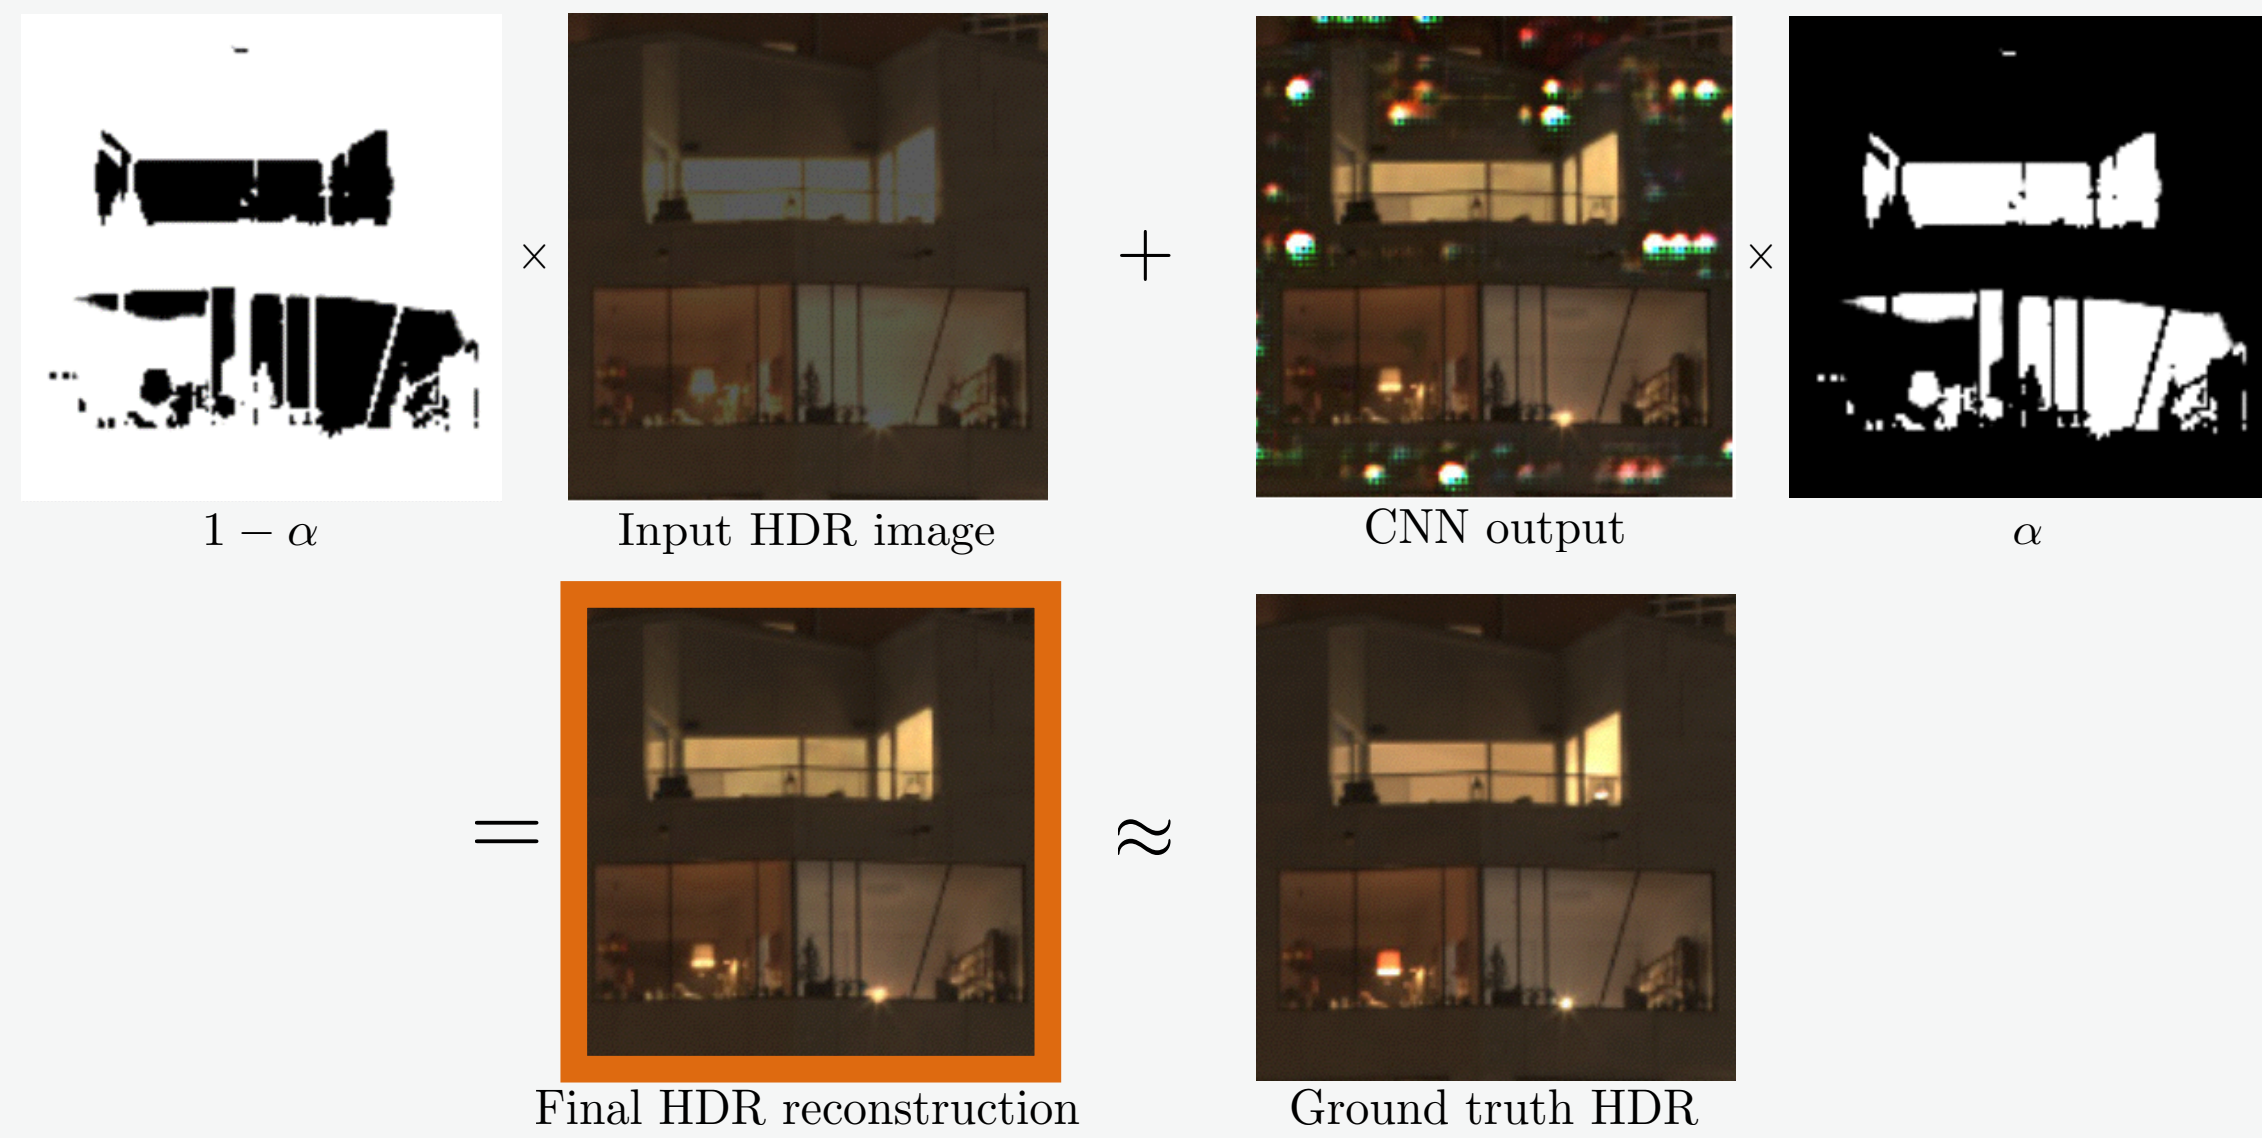 × + ×
1 − α Input HDR image CNN output α
= ≈
Final HDR reconstruction Ground truth HDR